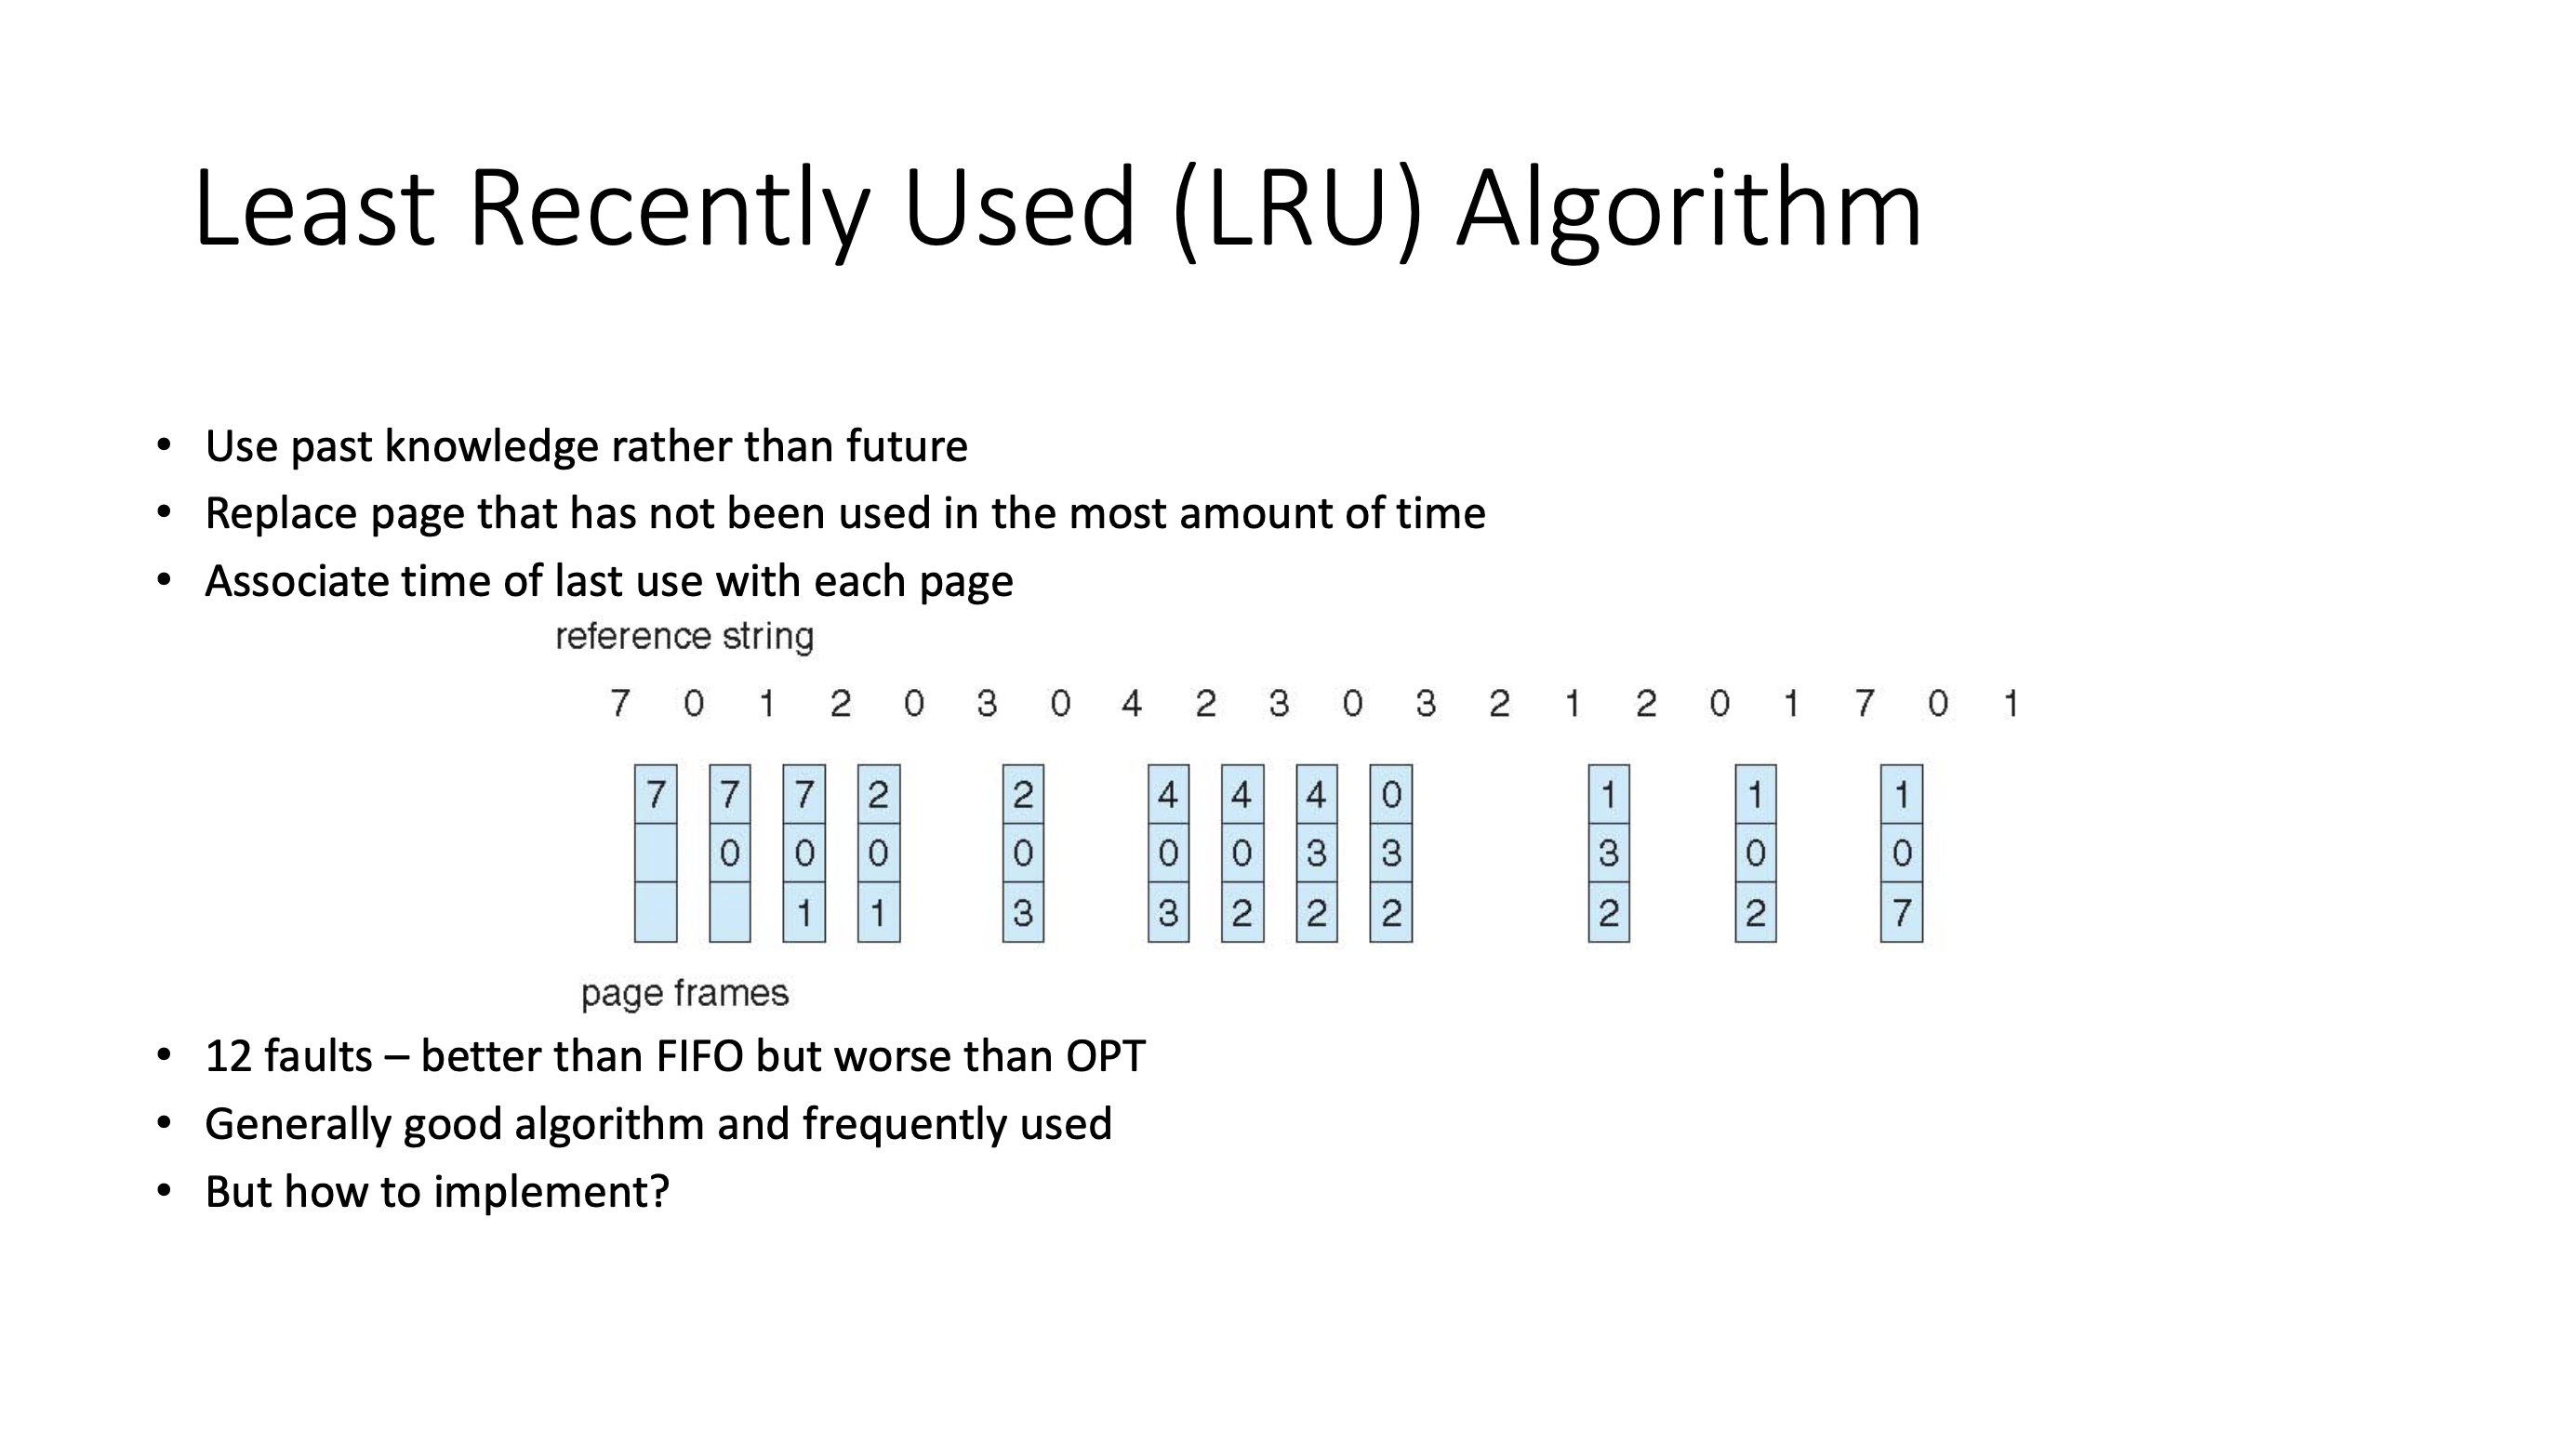 Least Recently Used (LRU) Algorithm
• Use past knowledge rather than future
• Replace page that has not been used in the most amount of time
• Associate time of last use with each page
reference string
7 0 1 2 0 3 0 4 2 3 0 3 2 1 2 0 1 7 0 1
7 7 7 2 2 4 4 4 0 1 1 1
0 0 0 0 0 0 3 3 3 0 0
1 1 3 3 2 2 2 2 2 7
page frames
• 12 faults – better than FIFO but worse than OPT
• Generally good algorithm and frequently used
• But how to implement?